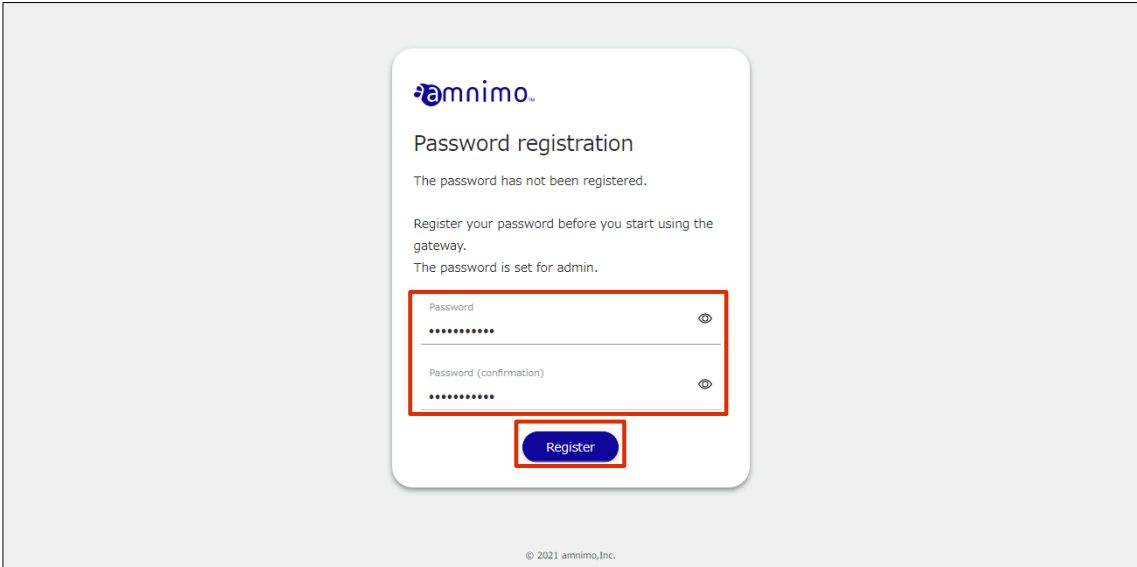 amnimo™
Password registration
The password has not been registered.
Register your password before you start using the
gateway.
The password is set for admin.
Password
•••••••••••
Password (confirmation)
•••••••••••
Register
© 2021 amnimo,Inc.